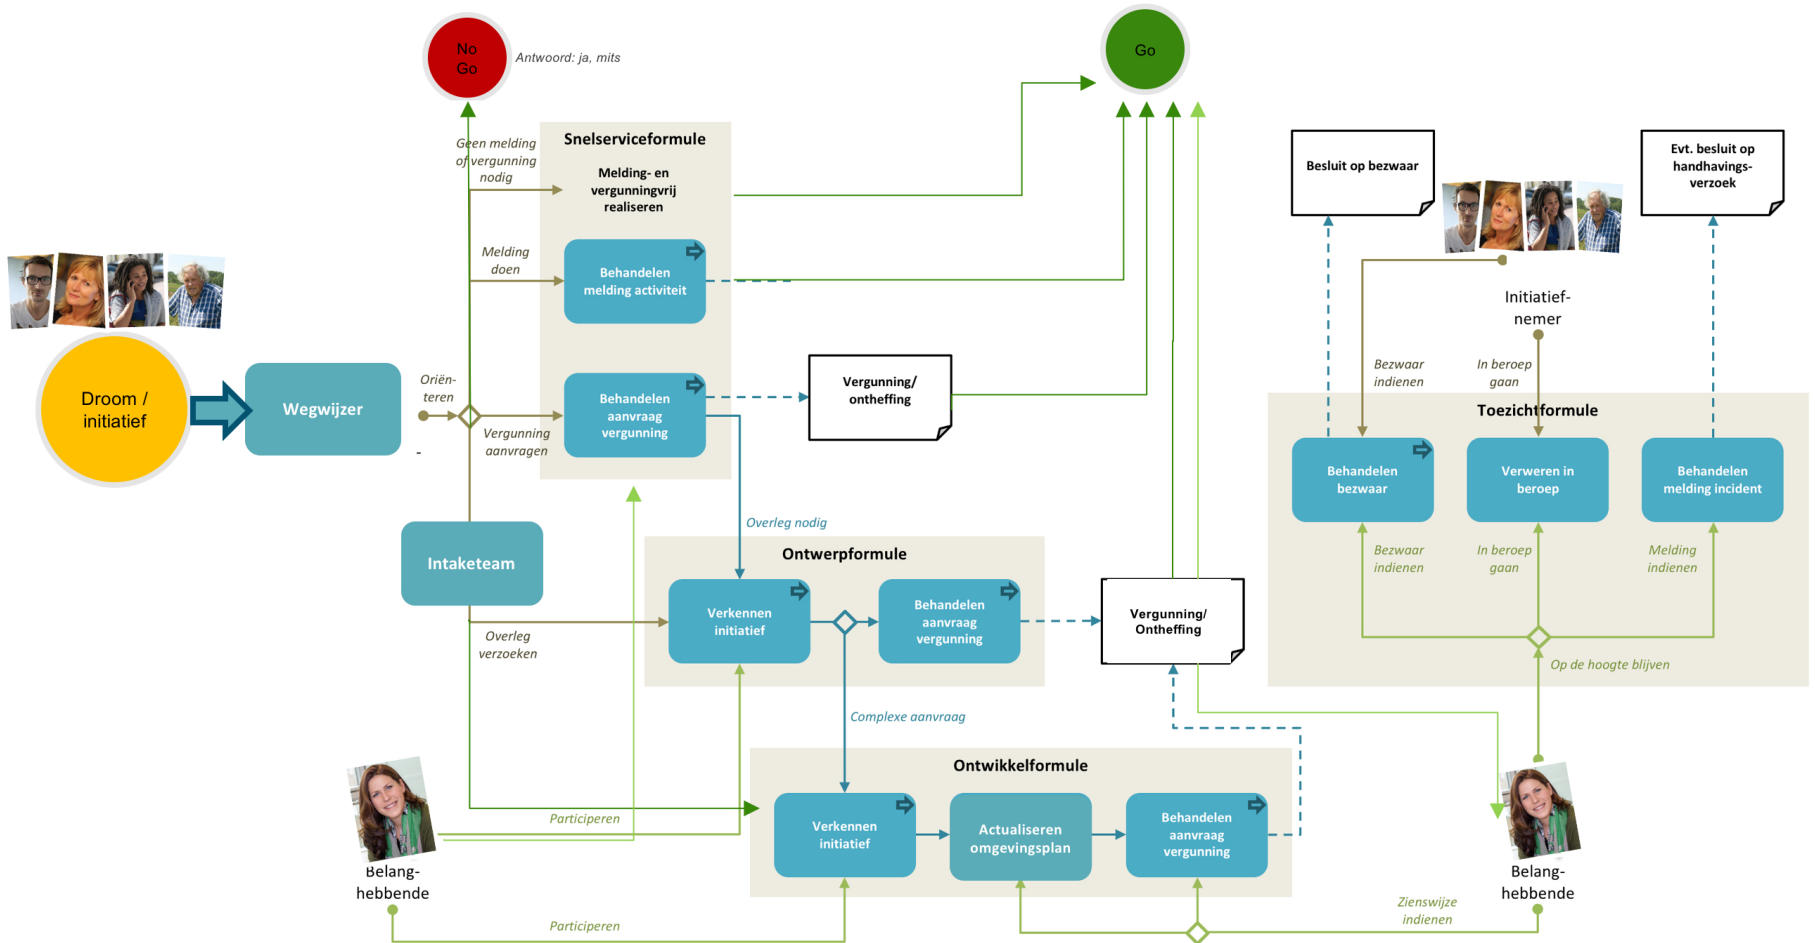 No
Go
Antwoord: ja, mits
Go
Geen melding
of vergunning
nodig
Snelserviceformule
Melding- en
vergunningvrij
realiseren
Melding
doen
Behandelen
melding activiteit
Droom /
initiatief
Wegwijzer
Oriën-
teren
-
Vergunning
aanvragen
Behandelen
aanvraag
vergunning
Vergunning/
ontheffing
Overleg nodig
Intaketeam
Overleg
verzoeken
Ontwerpformule
Verkennen
initiatief
Behandelen
aanvraag
vergunning
Vergunning/
Ontheffing
Complexe aanvraag
Ontwikkelformule
Verkennen
initiatief
Actualiseren
omgevingsplan
Behandelen
aanvraag
vergunning
Participeren
Belang-
hebbende
Participeren
Besluit op bezwaar
Evt. besluit op
handhavings-
verzoek
Initiatief-
nemer
Bezwaar
indienen
In beroep
gaan
Toezichtformule
Behandelen
bezwaar
Verweren in
beroep
Behandelen
melding incident
Bezwaar
indienen
In beroep
gaan
Melding
indienen
Op de hoogte blijven
Belang-
hebbende
Zienswijze
indienen